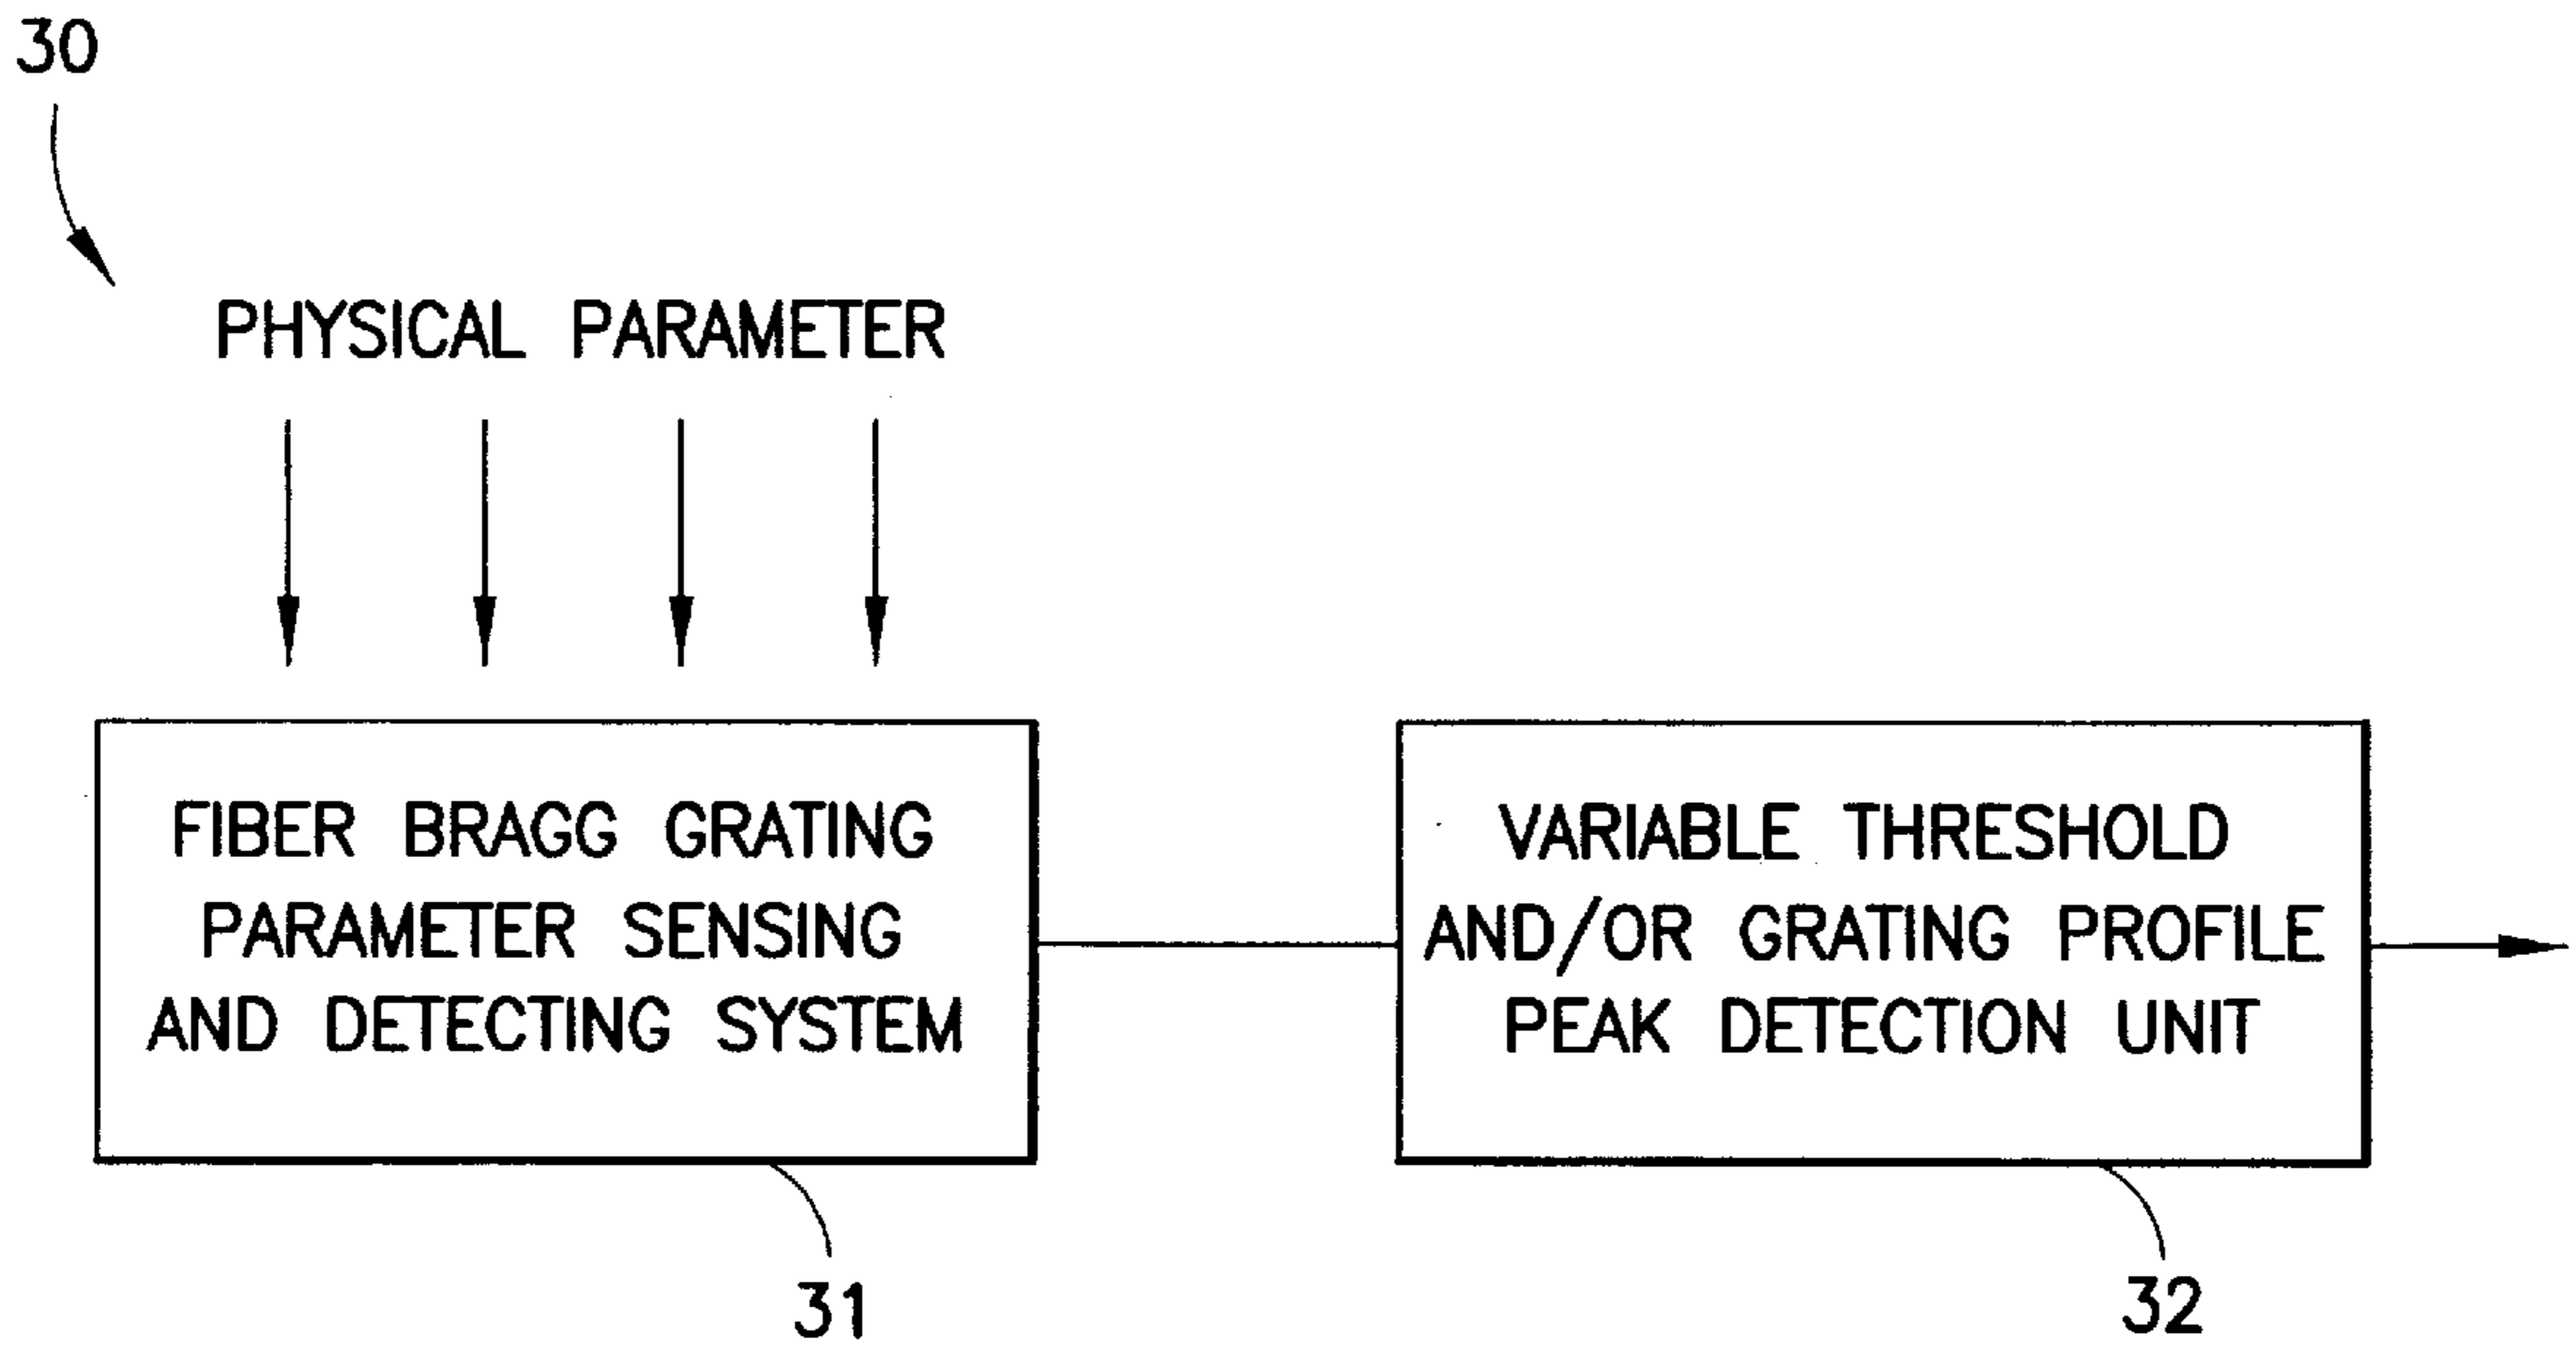 30
PHYSICAL PARAMETER
FIBER BRAGG GRATING
PARAMETER SENSING
AND DETECTING SYSTEM
31
VARIABLE THRESHOLD
AND/OR GRATING PROFILE
PEAK DETECTION UNIT
32